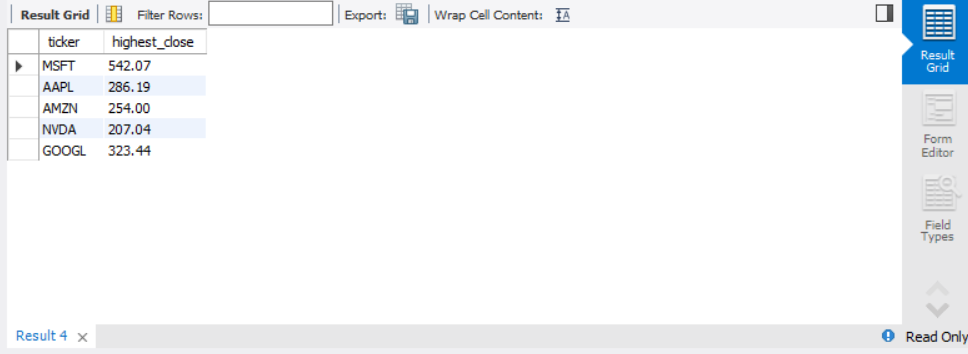 Result Grid Filter Rows: Export: Wrap Cell Content: IA
ticker highest_close
MSFT 542.07
AAPL 286.19
AMZN 254.00
NVDA 207.04
GOOGL 323.44
Result
Grid
Form
Editor
Field
Types
Result 4 × Read Only